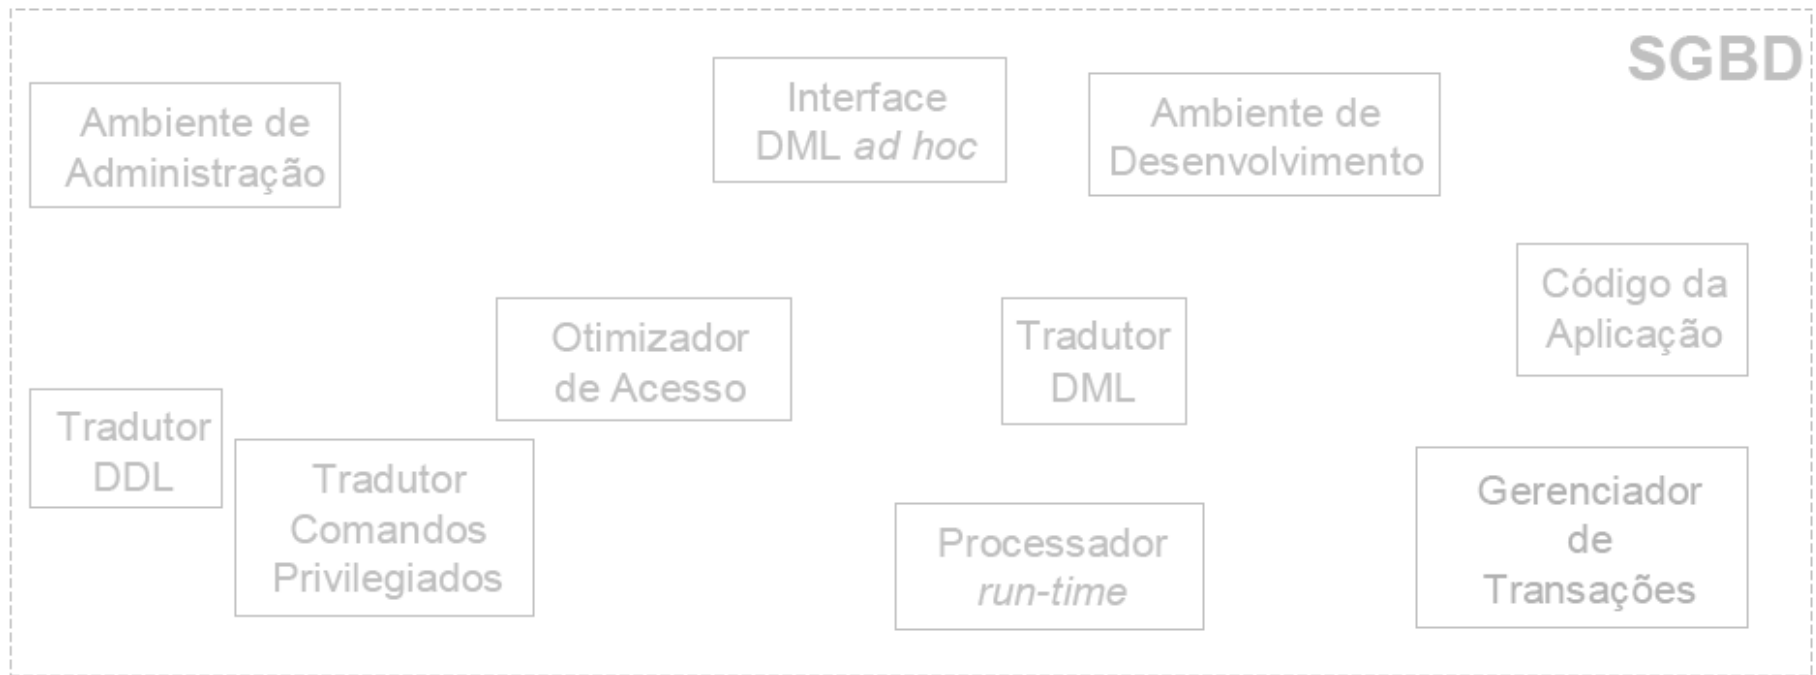 SGBD
Ambiente de
Administração
Interface
DML ad hoc
Ambiente de
Desenvolvimento
Código da
Aplicação
Otimizador
de Acesso
Tradutor
DML
Tradutor
DDL
Tradutor
Comandos
Privilegiados
Processador
run-time
Gerenciador
de
Transações